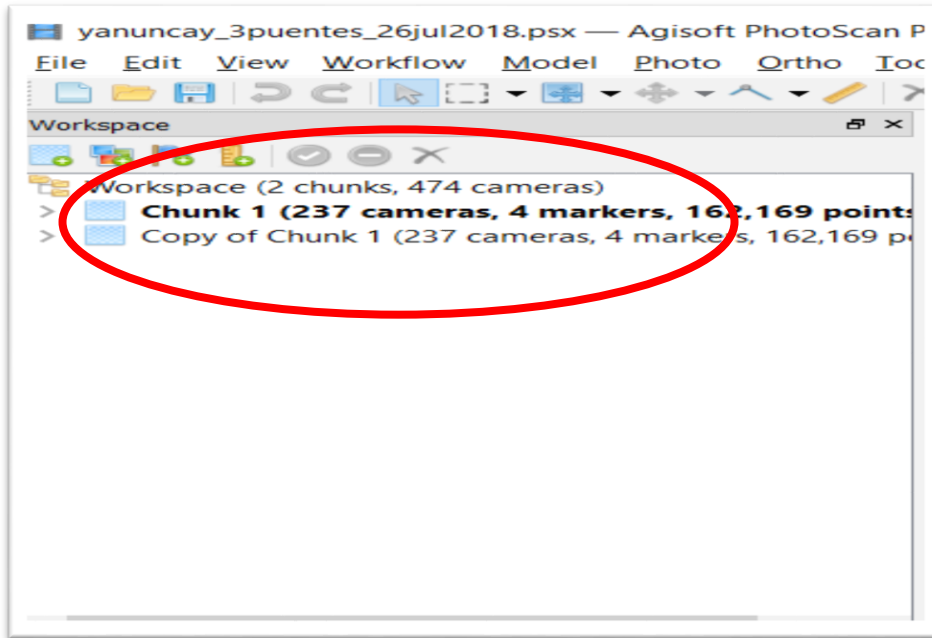 yanuncay_3puentes_26jul2018.psx — Agisoft PhotoScan P
File Edit View Workflow Model Photo Ortho Too
Workspace
Workspace (2 chunks, 474 cameras)
Chunk 1 (237 cameras, 4 markers, 162,169 points
Copy of Chunk 1 (237 cameras, 4 markers, 162,169 p